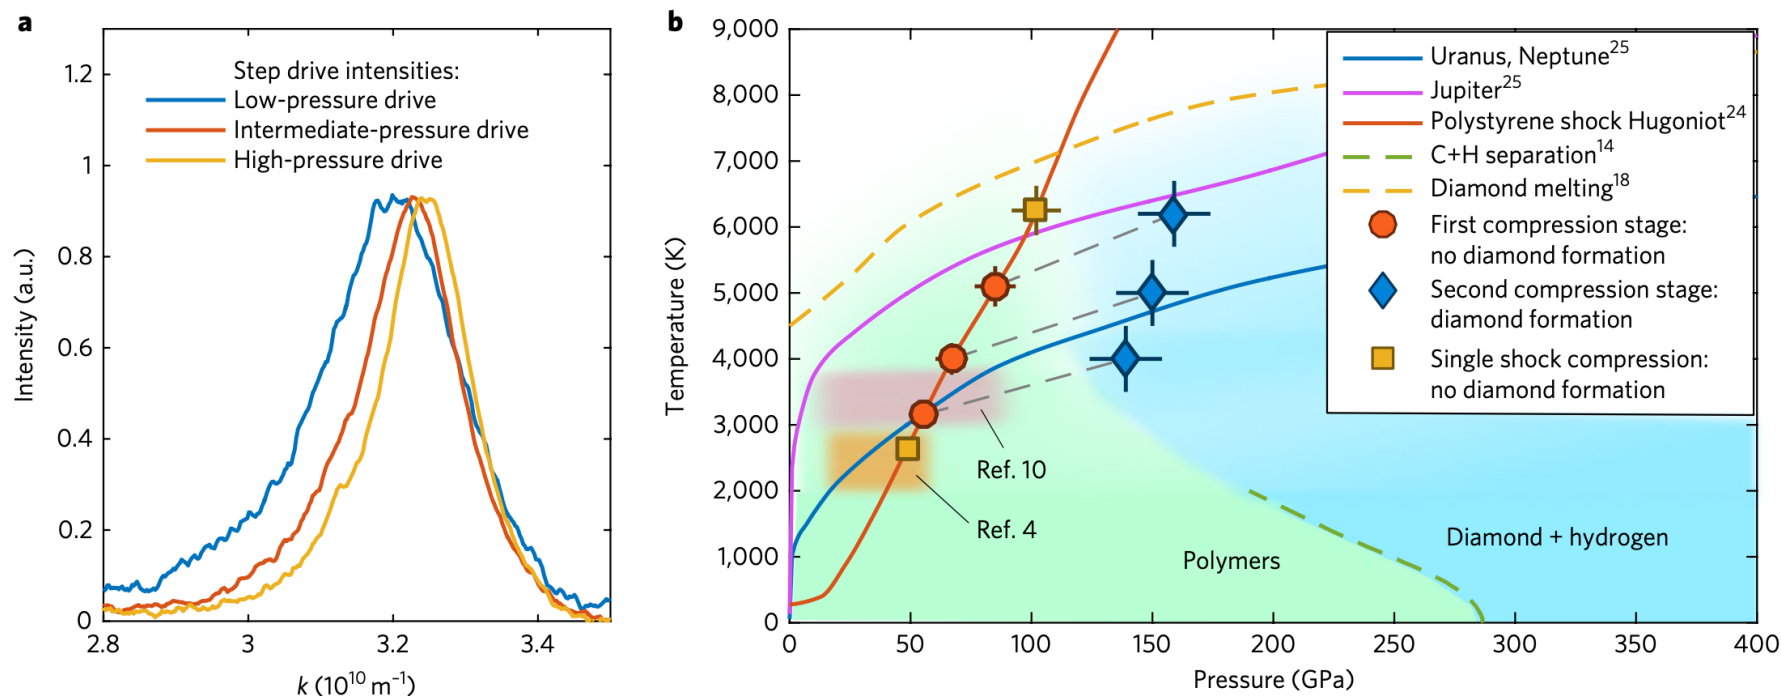 a
1.2
1
0.8
0.6
0.4
0.2
0
Intensity (a.u.)
Step drive intensities:
Low-pressure drive
Intermediate-pressure drive
High-pressure drive
2.8
3
3.2
3.4
k (10¹⁰ m⁻¹)
b
9,000
8,000
7,000
6,000
5,000
4,000
3,000
2,000
1,000
0
Temperature (K)
Uranus, Neptune²⁵
Jupiter²⁵
Polystyrene shock Hugoniot²⁴
C+H separation¹⁴
Diamond melting¹⁸
First compression stage:
no diamond formation
Second compression stage:
diamond formation
Single shock compression:
no diamond formation
Ref. 10
Ref. 4
Polymers
Diamond + hydrogen
0
50
100
150
200
250
300
350
400
Pressure (GPa)